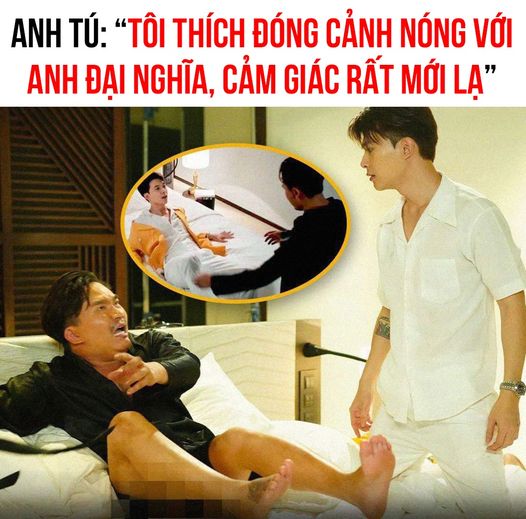 ANH TÚ: “TÔI THÍCH ĐÓNG CẢNH NÓNG VỚI
ANH ĐẠI NGHĨA, CẢM GIÁC RẤT MỚI LẠ”